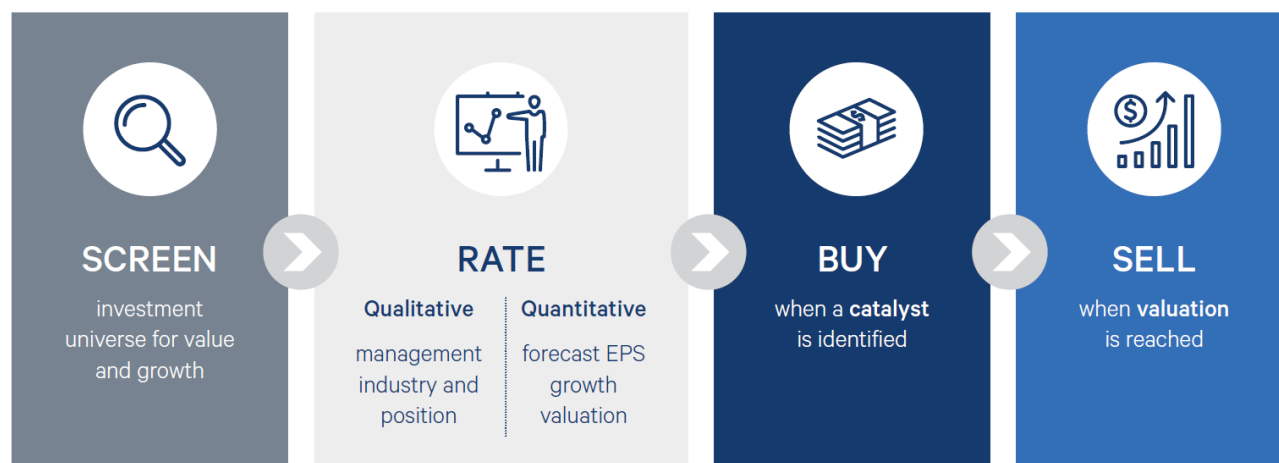 SCREEN
investment
universe for value
and growth
RATE
Qualitative
management
industry and
position
Quantitative
forecast EPS
growth
valuation
BUY
when a catalyst
is identified
$
SELL
when valuation
is reached
$